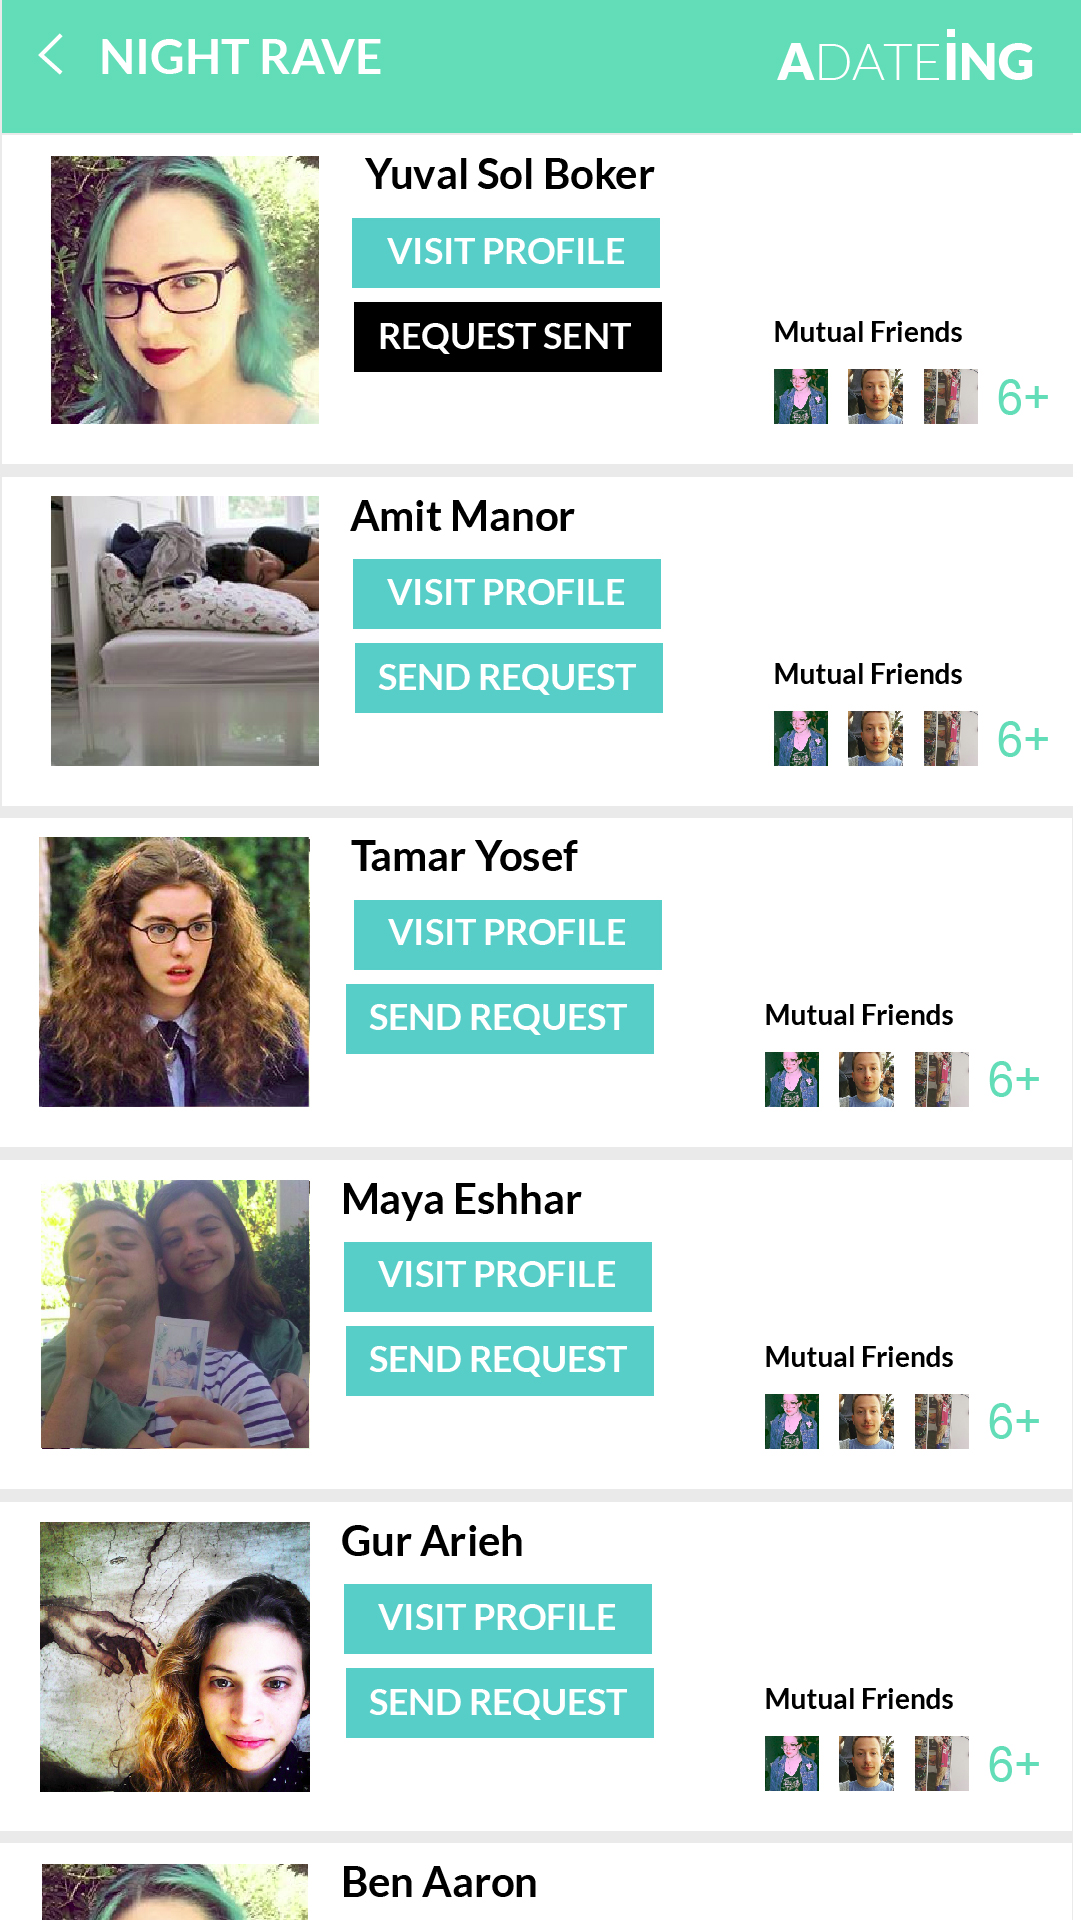 NIGHT RAVE
ADATEiNG
Yuval Sol Boker
VISIT PROFILE
REQUEST SENT
Mutual Friends
6+
Amit Manor
VISIT PROFILE
SEND REQUEST
Mutual Friends
6+
Tamar Yosef
VISIT PROFILE
SEND REQUEST
Mutual Friends
6+
Maya Eshhar
VISIT PROFILE
SEND REQUEST
Mutual Friends
6+
Gur Arieh
VISIT PROFILE
SEND REQUEST
Mutual Friends
6+
Ben Aaron